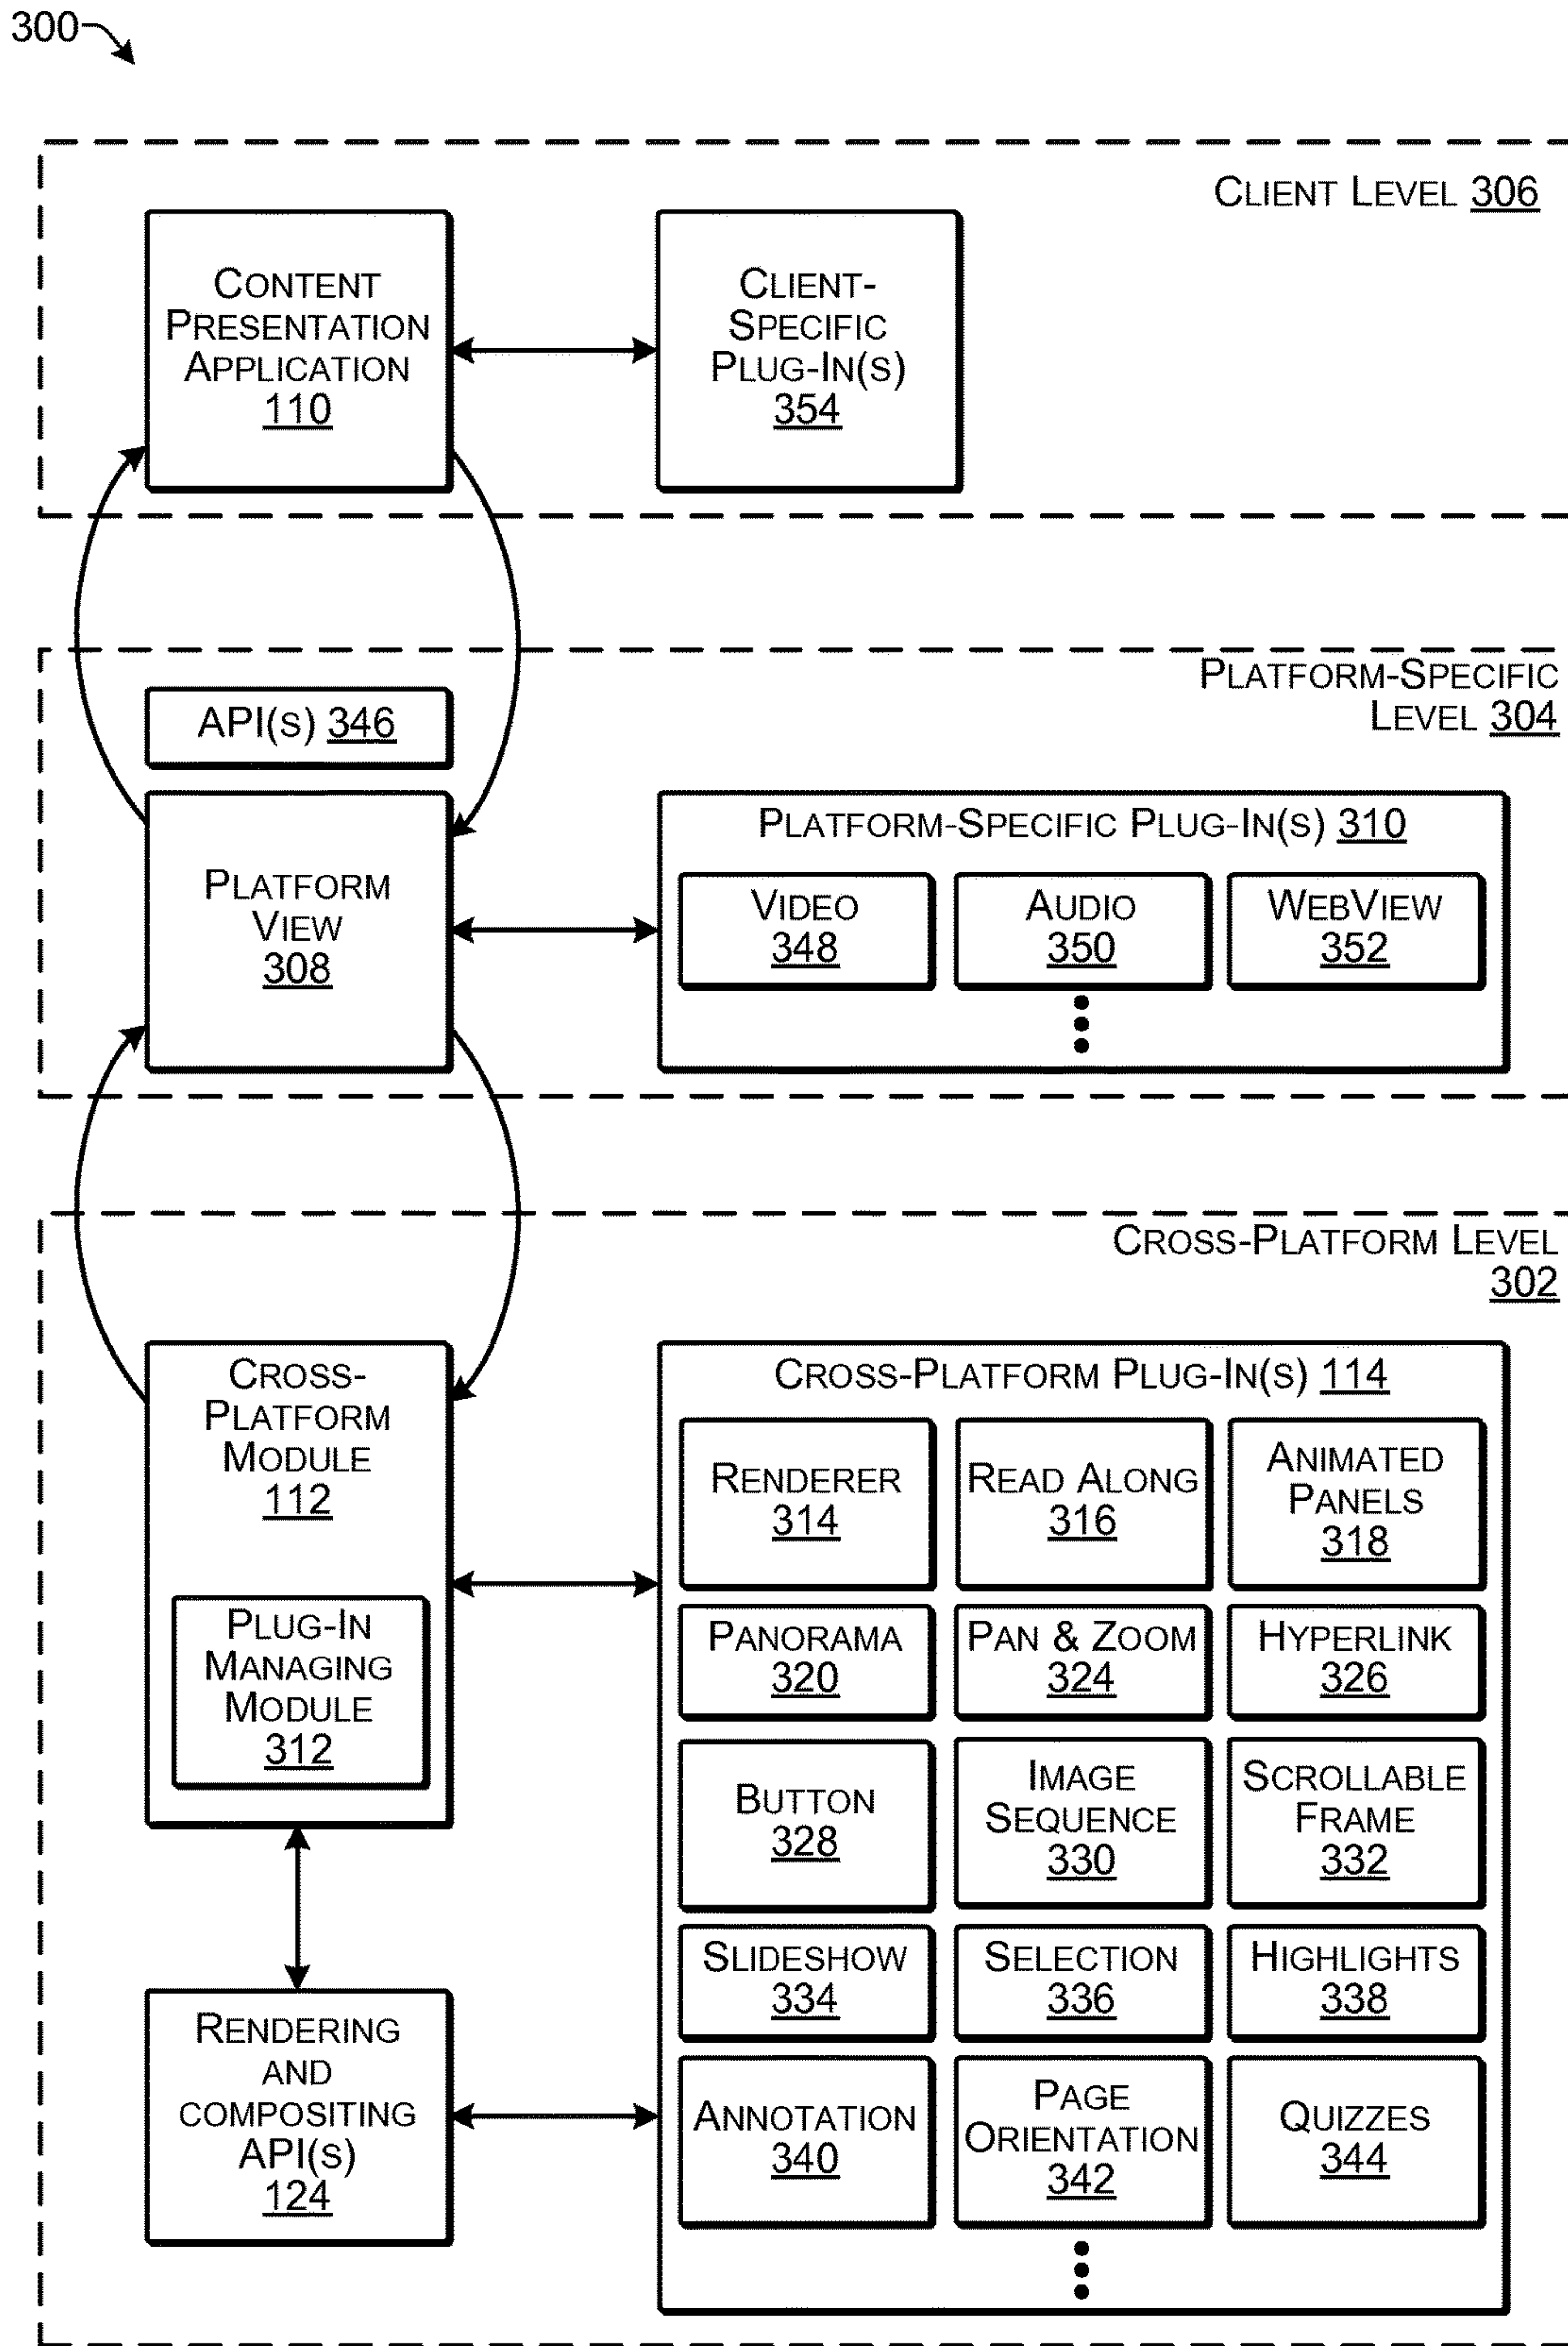 300
CLIENT LEVEL 306
CONTENT
PRESENTATION
APPLICATION
110
CLIENT-
SPECIFIC
PLUG-IN(S)
354
PLATFORM-SPECIFIC
LEVEL 304
API(S) 346
PLATFORM
VIEW
308
PLATFORM-SPECIFIC PLUG-IN(S) 310
VIDEO
348
AUDIO
350
WEBVIEW
352
CROSS-PLATFORM LEVEL
302
CROSS-
PLATFORM
MODULE
112
PLUG-IN
MANAGING
MODULE
312
RENDERING
AND
COMPOSITING
API(S)
124
CROSS-PLATFORM PLUG-IN(S) 114
RENDERER
314
READ ALONG
316
ANIMATED
PANELS
318
PANORAMA
320
PAN & ZOOM
324
HYPERLINK
326
BUTTON
328
IMAGE
SEQUENCE
330
SCROLLABLE
FRAME
332
SLIDESHOW
334
SELECTION
336
HIGHLIGHTS
338
ANNOTATION
340
PAGE
ORIENTATION
342
QUIZZES
344